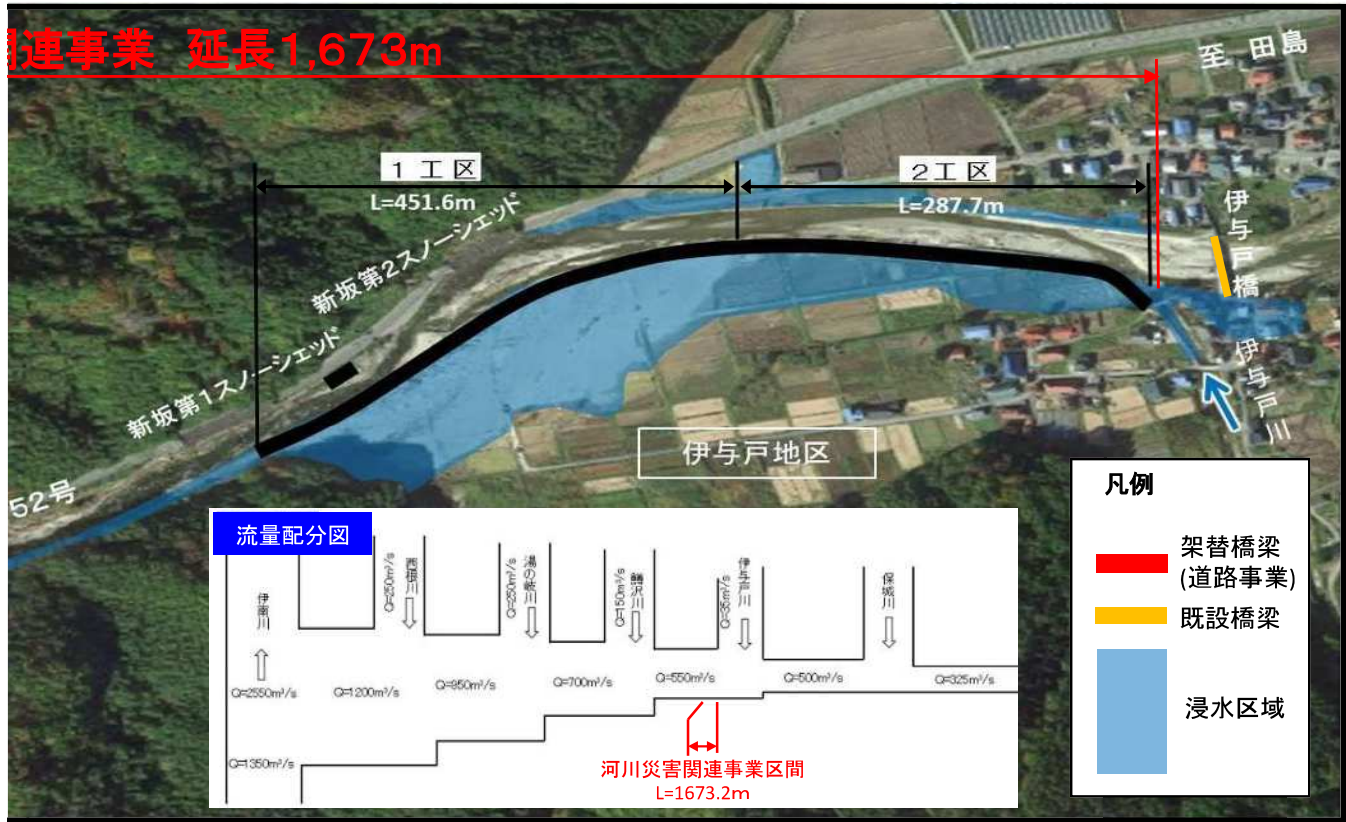 連事業 延長1,673m
至 田島
1工区
L=451.6m
2工区
L=287.7m
伊与戸橋
新坂第2スノーシェッド
新坂第1スノーシェッド
伊与戸川
伊与戸地区
52号
凡例
架替橋梁
(道路事業)
既設橋梁
浸水区域
流量配分図
伊南川
西根川
Q=250m³/s
湯の岐川
Q=250m³/s
鱒沢川
Q=150m³/s
伊与戸川
Q=35m³/s
保城川
Q=2550m³/s
Q=1200m³/s
Q=950m³/s
Q=700m³/s
Q=550m³/s
Q=500m³/s
Q=325m³/s
Q=1350m³/s
河川災害関連事業区間
L=1673.2m